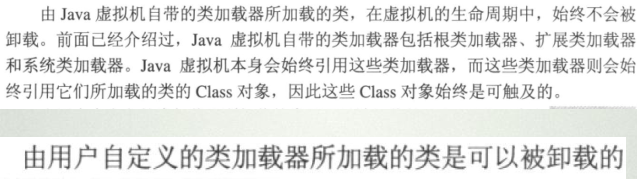 由 Java 虚拟机自带的类加载器所加载的类，在虚拟机的生命周期中，始终不会被
卸载。前面已经介绍过，Java 虚拟机自带的类加载器包括根类加载器、扩展类加载器
和系统类加载器。Java 虚拟机本身会始终引用这些类加载器，而这些类加载器则会始
终引用它们所加载的类的 Class 对象，因此这些 Class 对象始终是可触及的。
由用户自定义的类加载器所加载的类是可以被卸载的